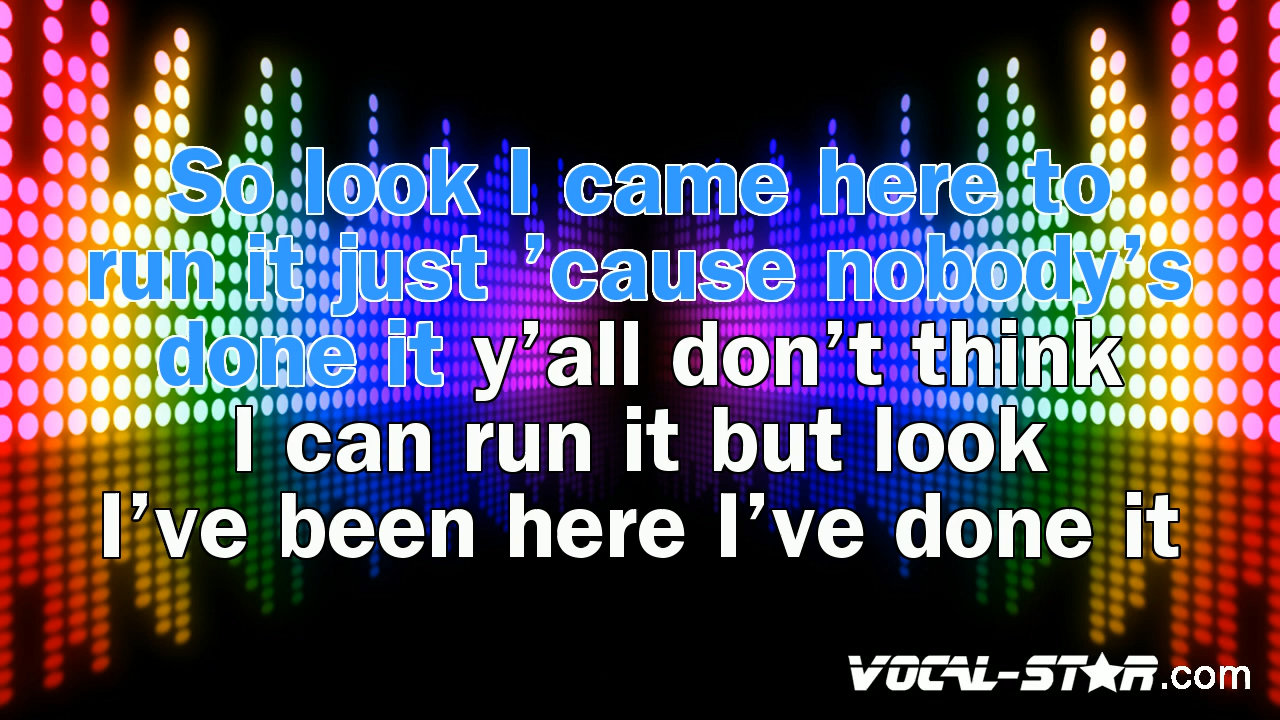 So look I came here to
run it just ’cause nobody’s
done it y’all don’t think
I can run it but look
I’ve been here I’ve done it
VOCAL-STAR.com